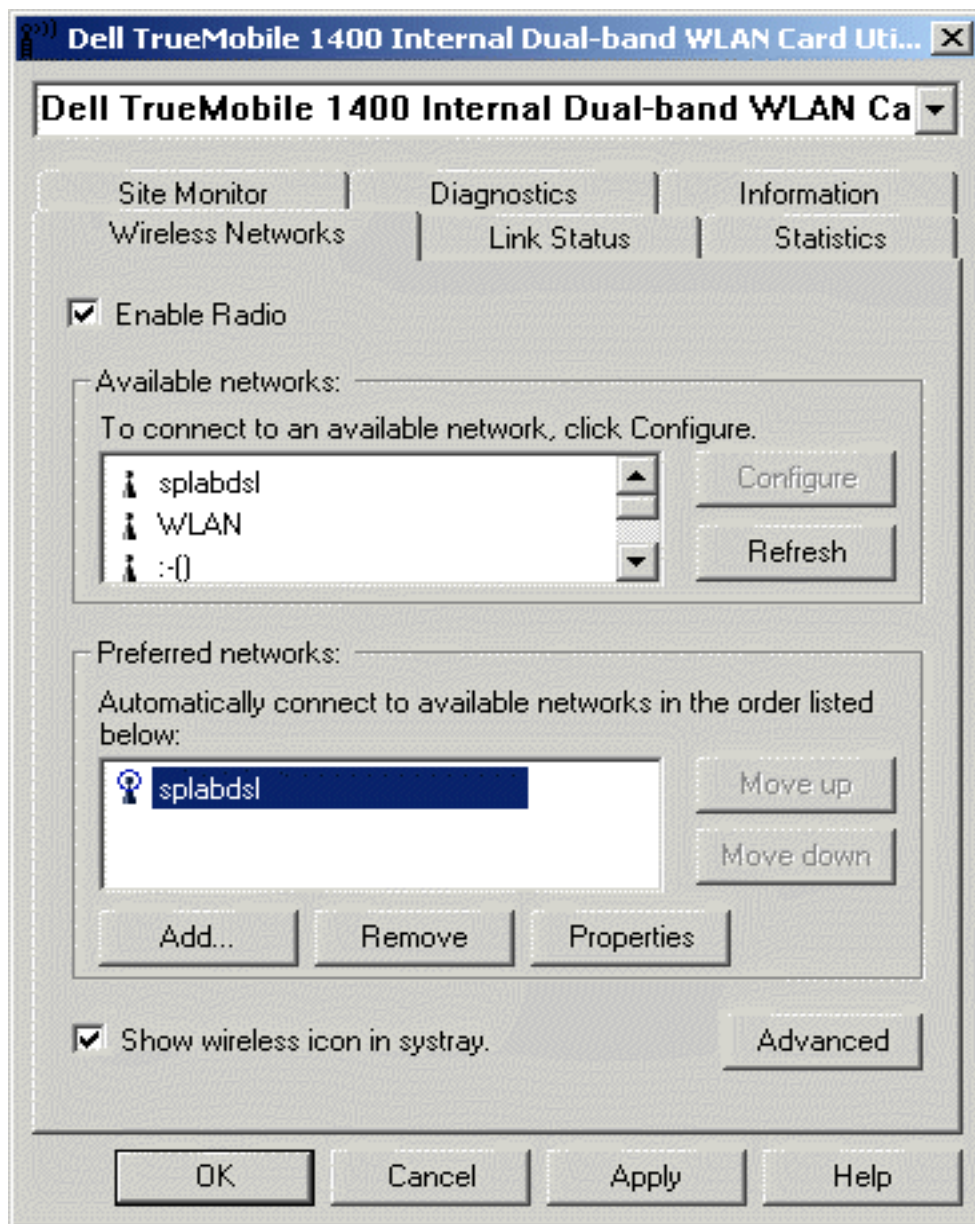 Dell TrueMobile 1400 Internal Dual-band WLAN Card Uti...
Dell TrueMobile 1400 Internal Dual-band WLAN Ca
Site Monitor
Diagnostics
Information
Wireless Networks
Link Status
Statistics
Enable Radio
Available networks:
To connect to an available network, click Configure.
splabdsl
WLAN
:-()
Configure
Refresh
Preferred networks:
Automatically connect to available networks in the order listed
below:
splabdsl
Move up
Move down
Add...
Remove
Properties
Show wireless icon in systray.
Advanced
OK
Cancel
Apply
Help